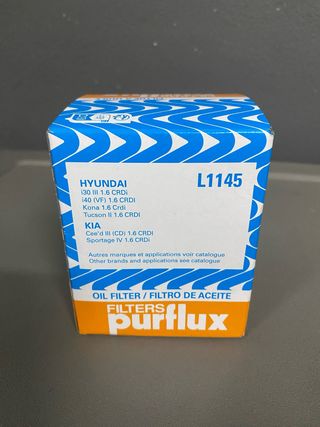 HYUNDAI
i30 III 1.6 CRDi
i40 (VF) 1.6 CRDI
Kona 1.6 Crdi
Tucson II 1.6 CRDI
KIA
Cee'd III (CD) 1.6 CRDi
Sportage IV 1.6 CRDi
L1145
Autres marques et applications voir catalogue
Other brands and applications see catalogue
OIL FILTER / FILTRO DE ACEITE
FILTERS
purflux